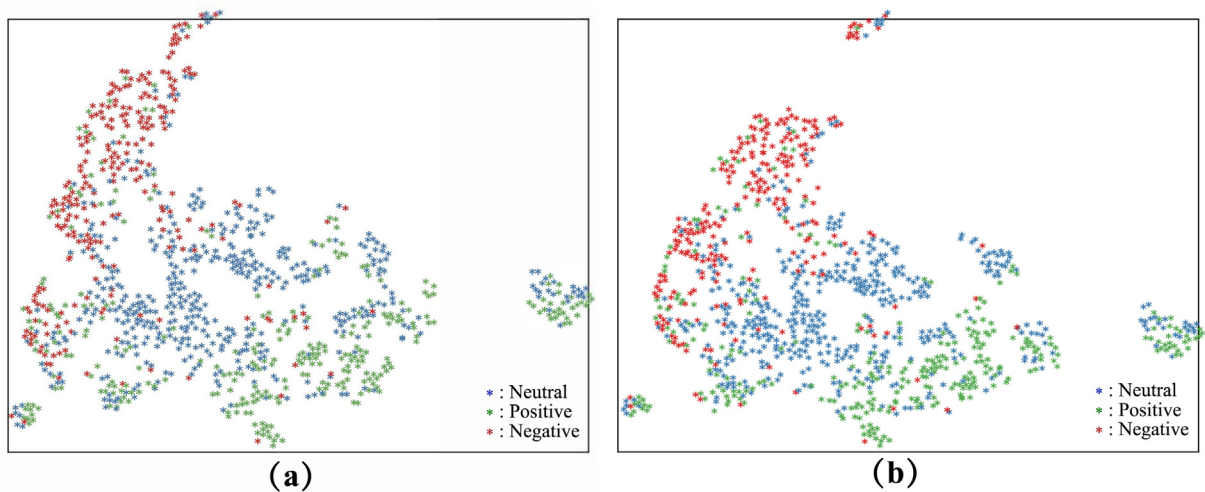 * : Neutral
* : Positive
* : Negative
(a)
* : Neutral
* : Positive
* : Negative
(b)